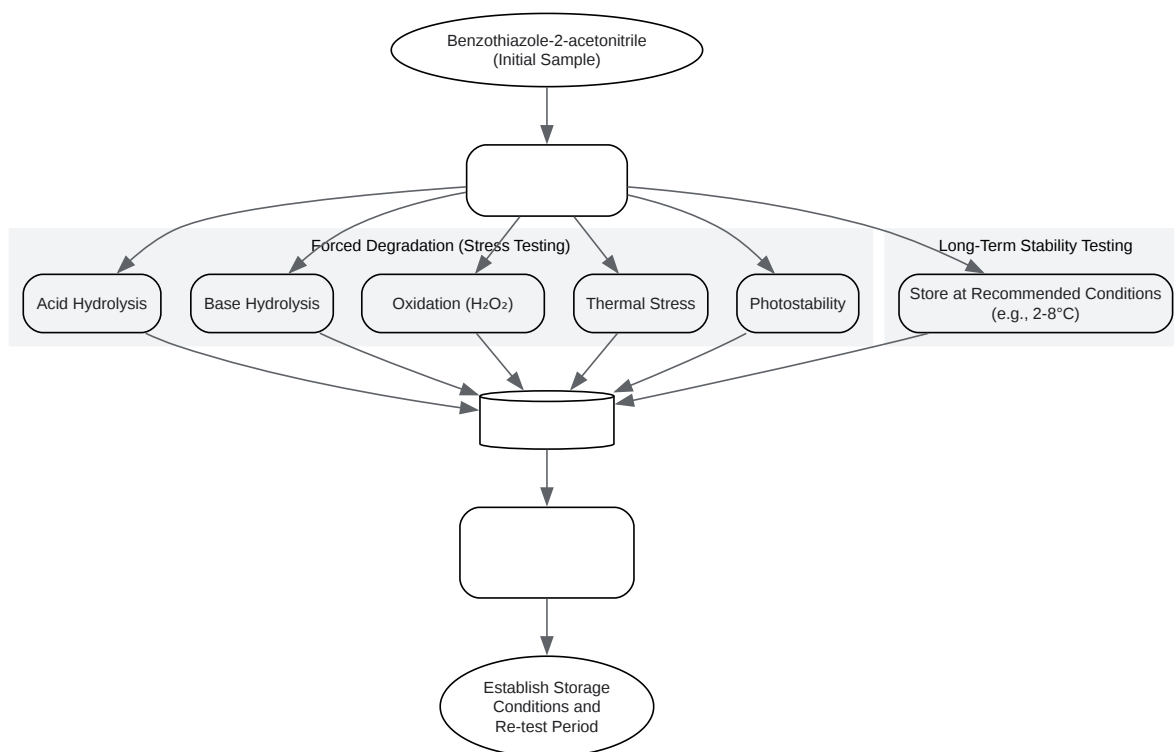 Benzothiazole-2-acetonitrile
(Initial Sample)
Forced Degradation (Stress Testing)
Long-Term Stability Testing
Acid Hydrolysis
Base Hydrolysis
Oxidation (H₂O₂)
Thermal Stress
Photostability
Store at Recommended Conditions
(e.g., 2-8°C)
Establish Storage
Conditions and
Re-test Period